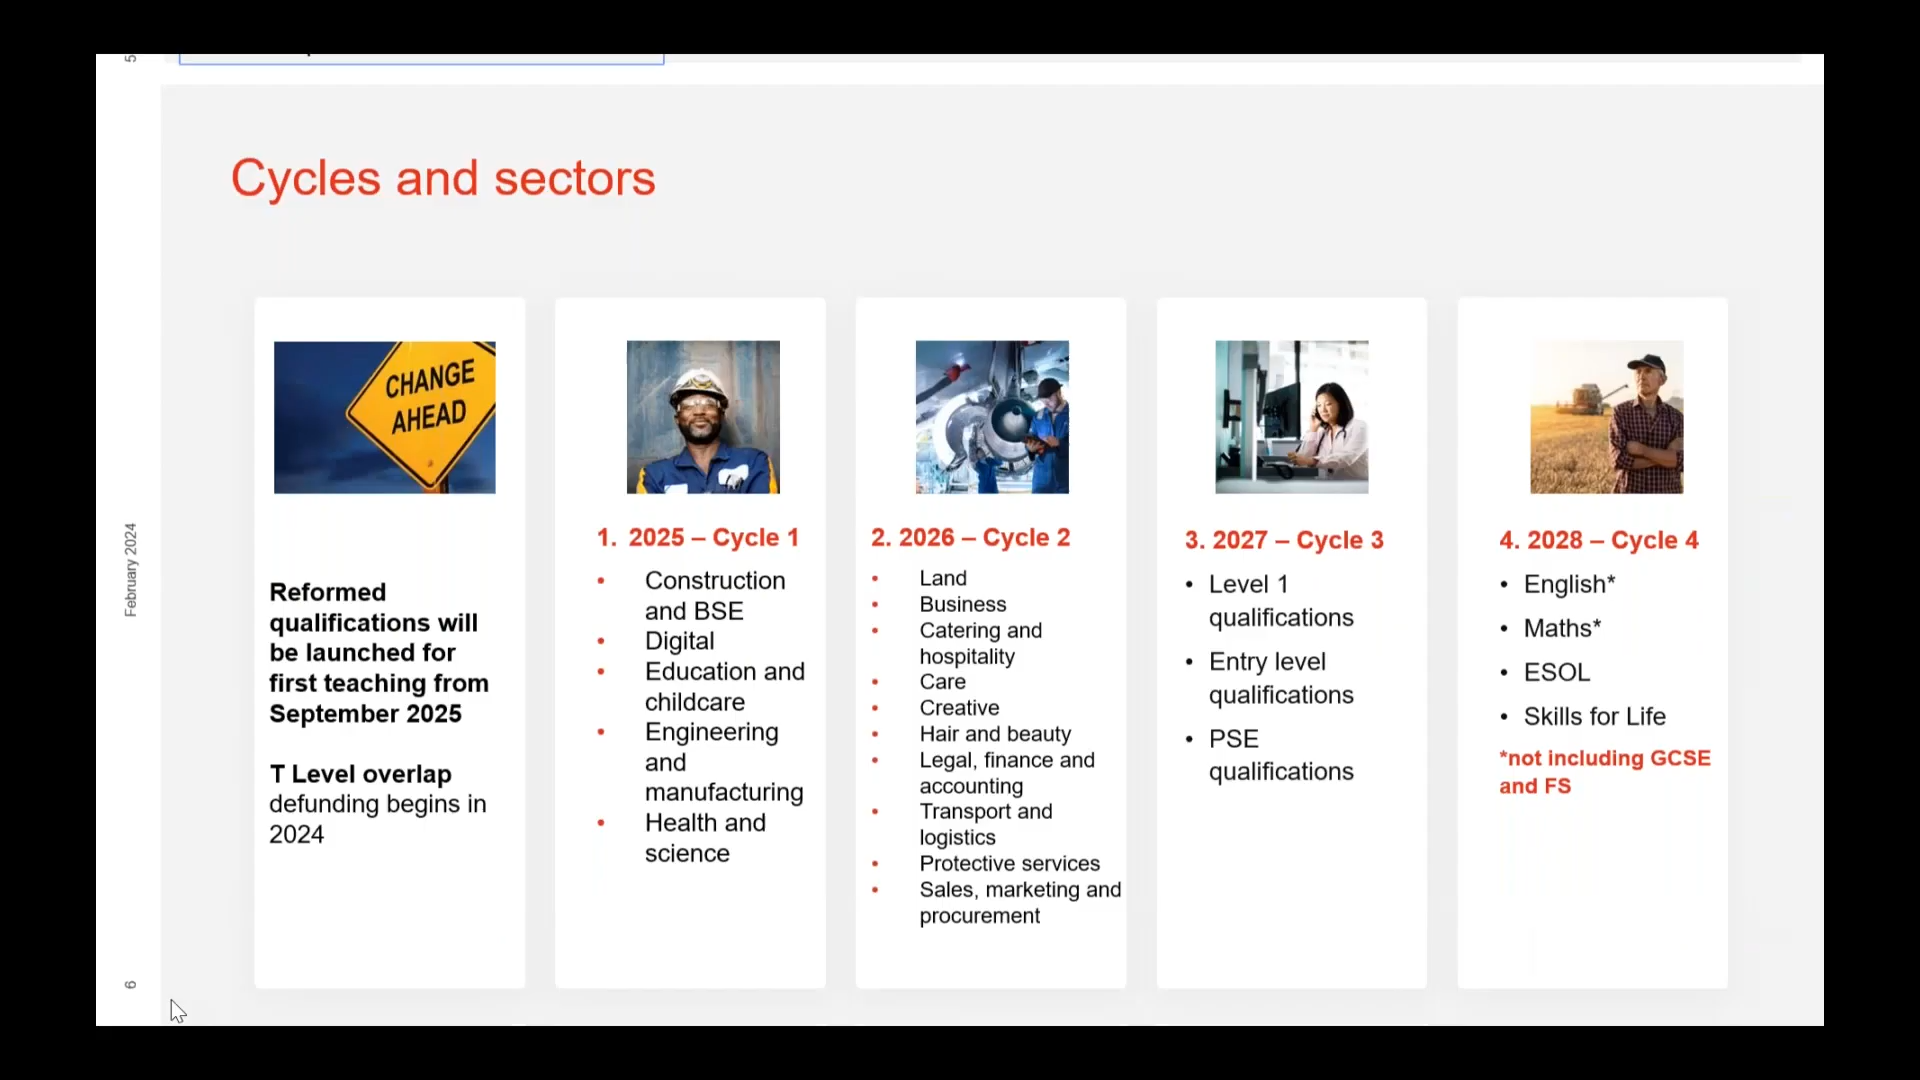 5
Cycles and sectors
CHANGE
AHEAD
Reformed
qualifications will
be launched for
first teaching from
September 2025
T Level overlap
defunding begins in
2024
1. 2025 – Cycle 1
• Construction
and BSE
• Digital
• Education and
childcare
• Engineering
and
manufacturing
• Health and
science
2. 2026 – Cycle 2
• Land
• Business
• Catering and
hospitality
• Care
• Creative
• Hair and beauty
• Legal, finance and
accounting
• Transport and
logistics
• Protective services
• Sales, marketing and
procurement
3. 2027 – Cycle 3
• Level 1
qualifications
• Entry level
qualifications
• PSE
qualifications
4. 2028 – Cycle 4
• English*
• Maths*
• ESOL
• Skills for Life
*not including GCSE
and FS
February 2024
6